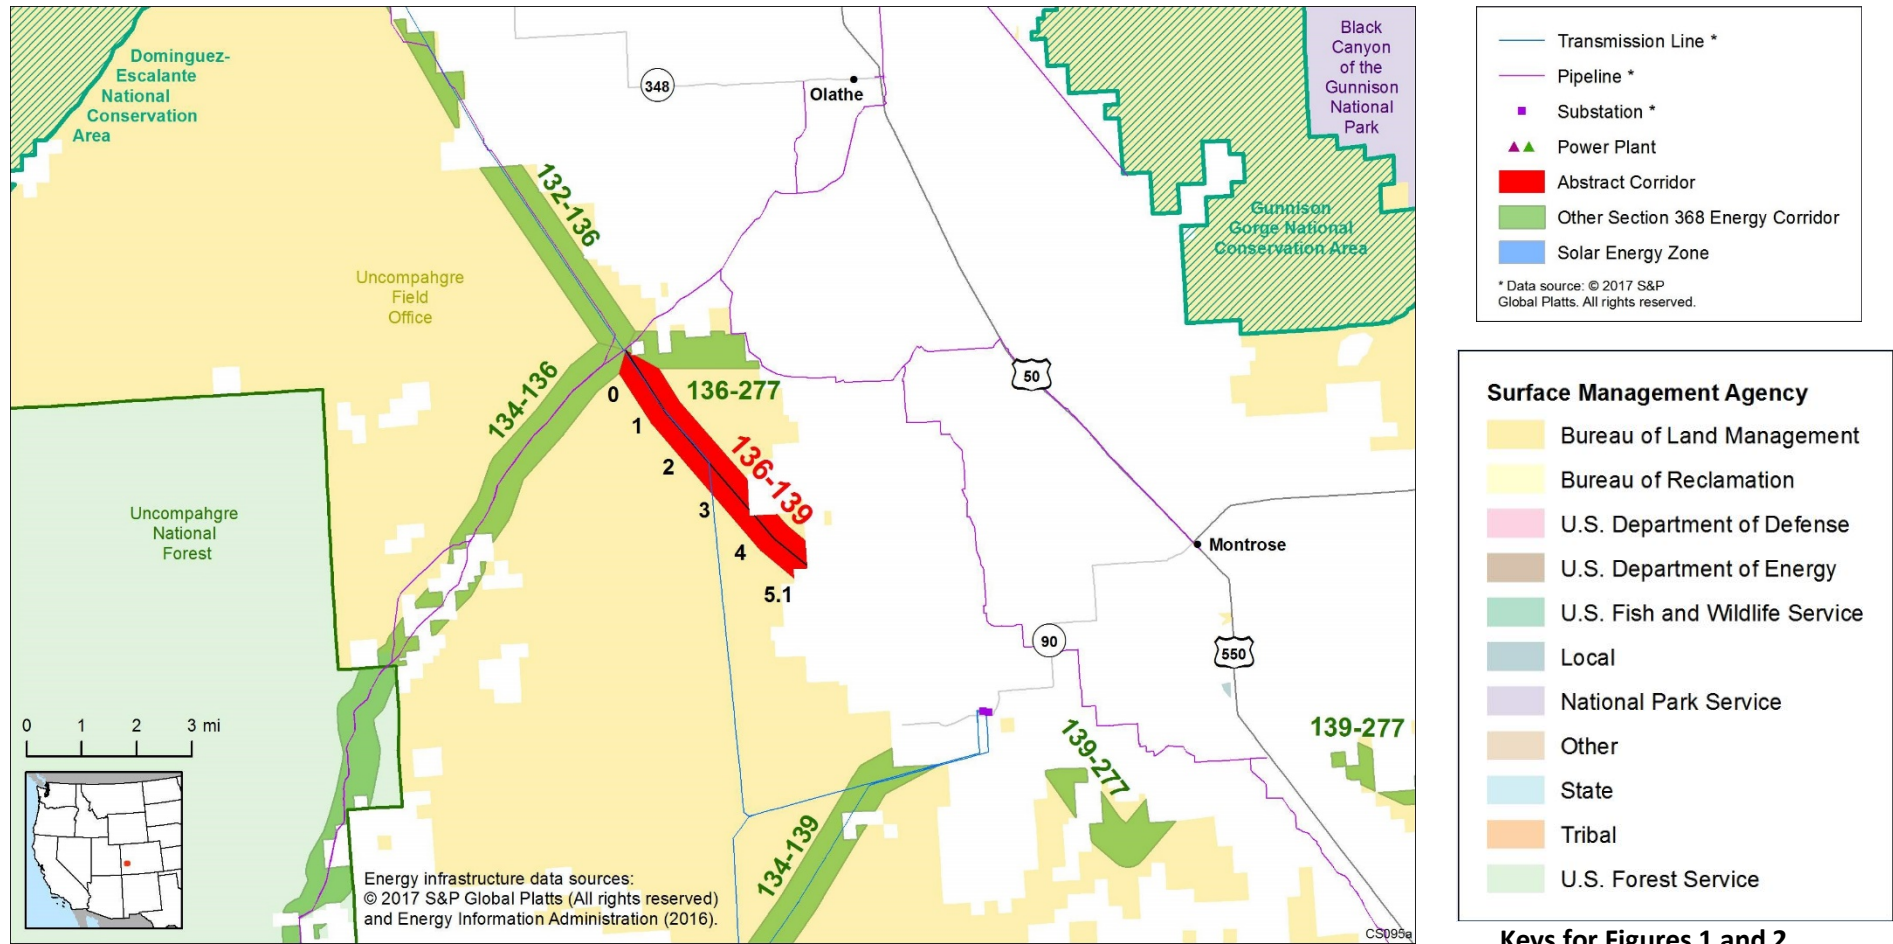 Dominguez-
Escalante
National
Conservation
Area
348
Olathe
Black
Canyon
of the
Gunnison
National
Park
132-136
Gunnison
Gorge National
Conservation Area
Uncompahgre
Field
Office
134-136
136-277
50
0
1
2
3
4
5.1
136-139
Uncompahgre
National
Forest
Montrose
90
550
0 1 2 3 mi
139-277
139-277
134-139
Energy infrastructure data sources:
© 2017 S&P Global Platts (All rights reserved)
and Energy Information Administration (2016).
CS095a
Transmission Line *
Pipeline *
Substation *
Power Plant
Abstract Corridor
Other Section 368 Energy Corridor
Solar Energy Zone
* Data source: © 2017 S&P
Global Platts. All rights reserved.
Surface Management Agency
Bureau of Land Management
Bureau of Reclamation
U.S. Department of Defense
U.S. Department of Energy
U.S. Fish and Wildlife Service
Local
National Park Service
Other
State
Tribal
U.S. Forest Service
Keys for Figures 1 and 2